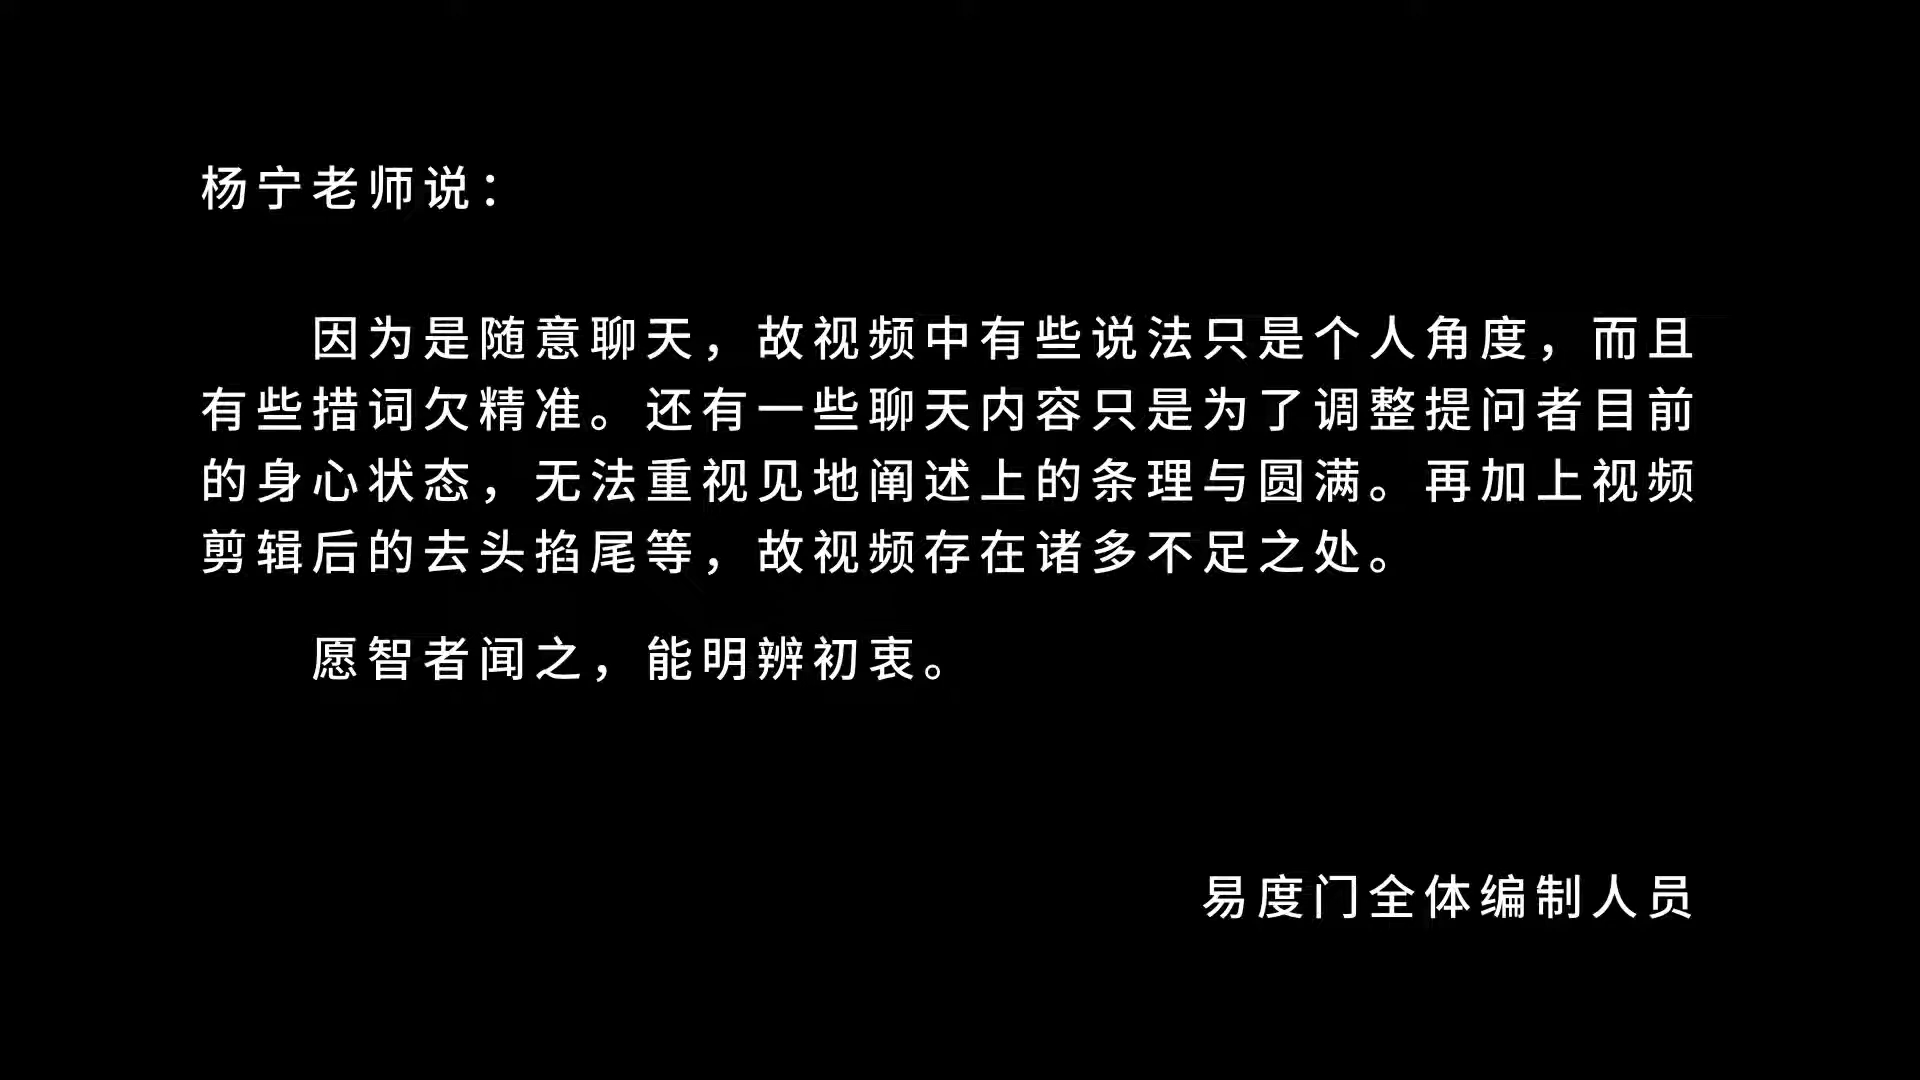 杨宁老师说：
因为是随意聊天，故视频中有些说法只是个人角度，而且
有些措词欠精准。还有一些聊天内容只是为了调整提问者目前
的身心状态，无法重视见地阐述上的条理与圆满。再加上视频
剪辑后的去头掐尾等，故视频存在诸多不足之处。
愿智者闻之，能明辨初衷。
易度门全体编制人员